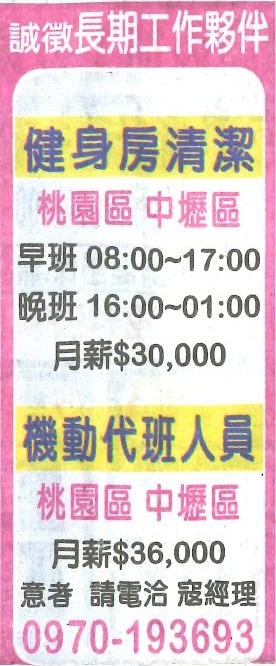 誠徵長期工作夥伴
健身房清潔
桃園區 中壢區
早班 08:00~17:00
晚班 16:00~01:00
月薪$30,000
機動代班人員
桃園區 中壢區
月薪$36,000
意者 請電洽 寇經理
0970-193693